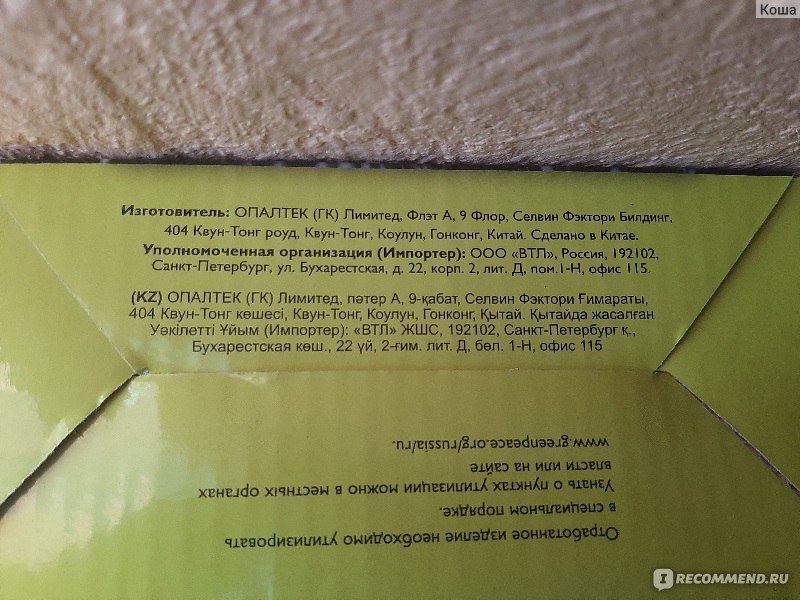 Коша
Изготовитель: ОПАЛТЕК (ГК) Лимитед, Флэт А, 9 Флор, Селвин Фэктори Билдинг,
404 Квун-Тонг роуд, Квун-Тонг, Коулун, Гонконг, Китай. Сделано в Китае.
Уполномоченная организация (Импортер): ООО «ВТЛ», Россия, 192102,
Санкт-Петербург, ул. Бухарестская, д. 22, корп. 2, лит. Д, пом.1-Н, офис 115.
(KZ) ОПАЛТЕК (ГК) Лимитед, пәтер А, 9-қабат, Селвин Фэктори Ғимараты,
404 Квун-Тонг көшесі, Квун-Тонг, Коулун, Гонконг, Қытай. Қытайда жасалған
Уәкілетті Ұйым (Импортер): «ВТЛ» ЖШС, 192102, Санкт-Петербург қ.,
Бухарестская көш., 22 үй, 2-ғим. лит. Д, бөл. 1-Н, офис 115
Отработанное изделие необходимо утилизировать
в специальном порядке.
Узнать о пунктах утилизации можно в местных органах
власти или на сайте
www.greenpeace.org/russia/ru.
I RECOMMEND.RU